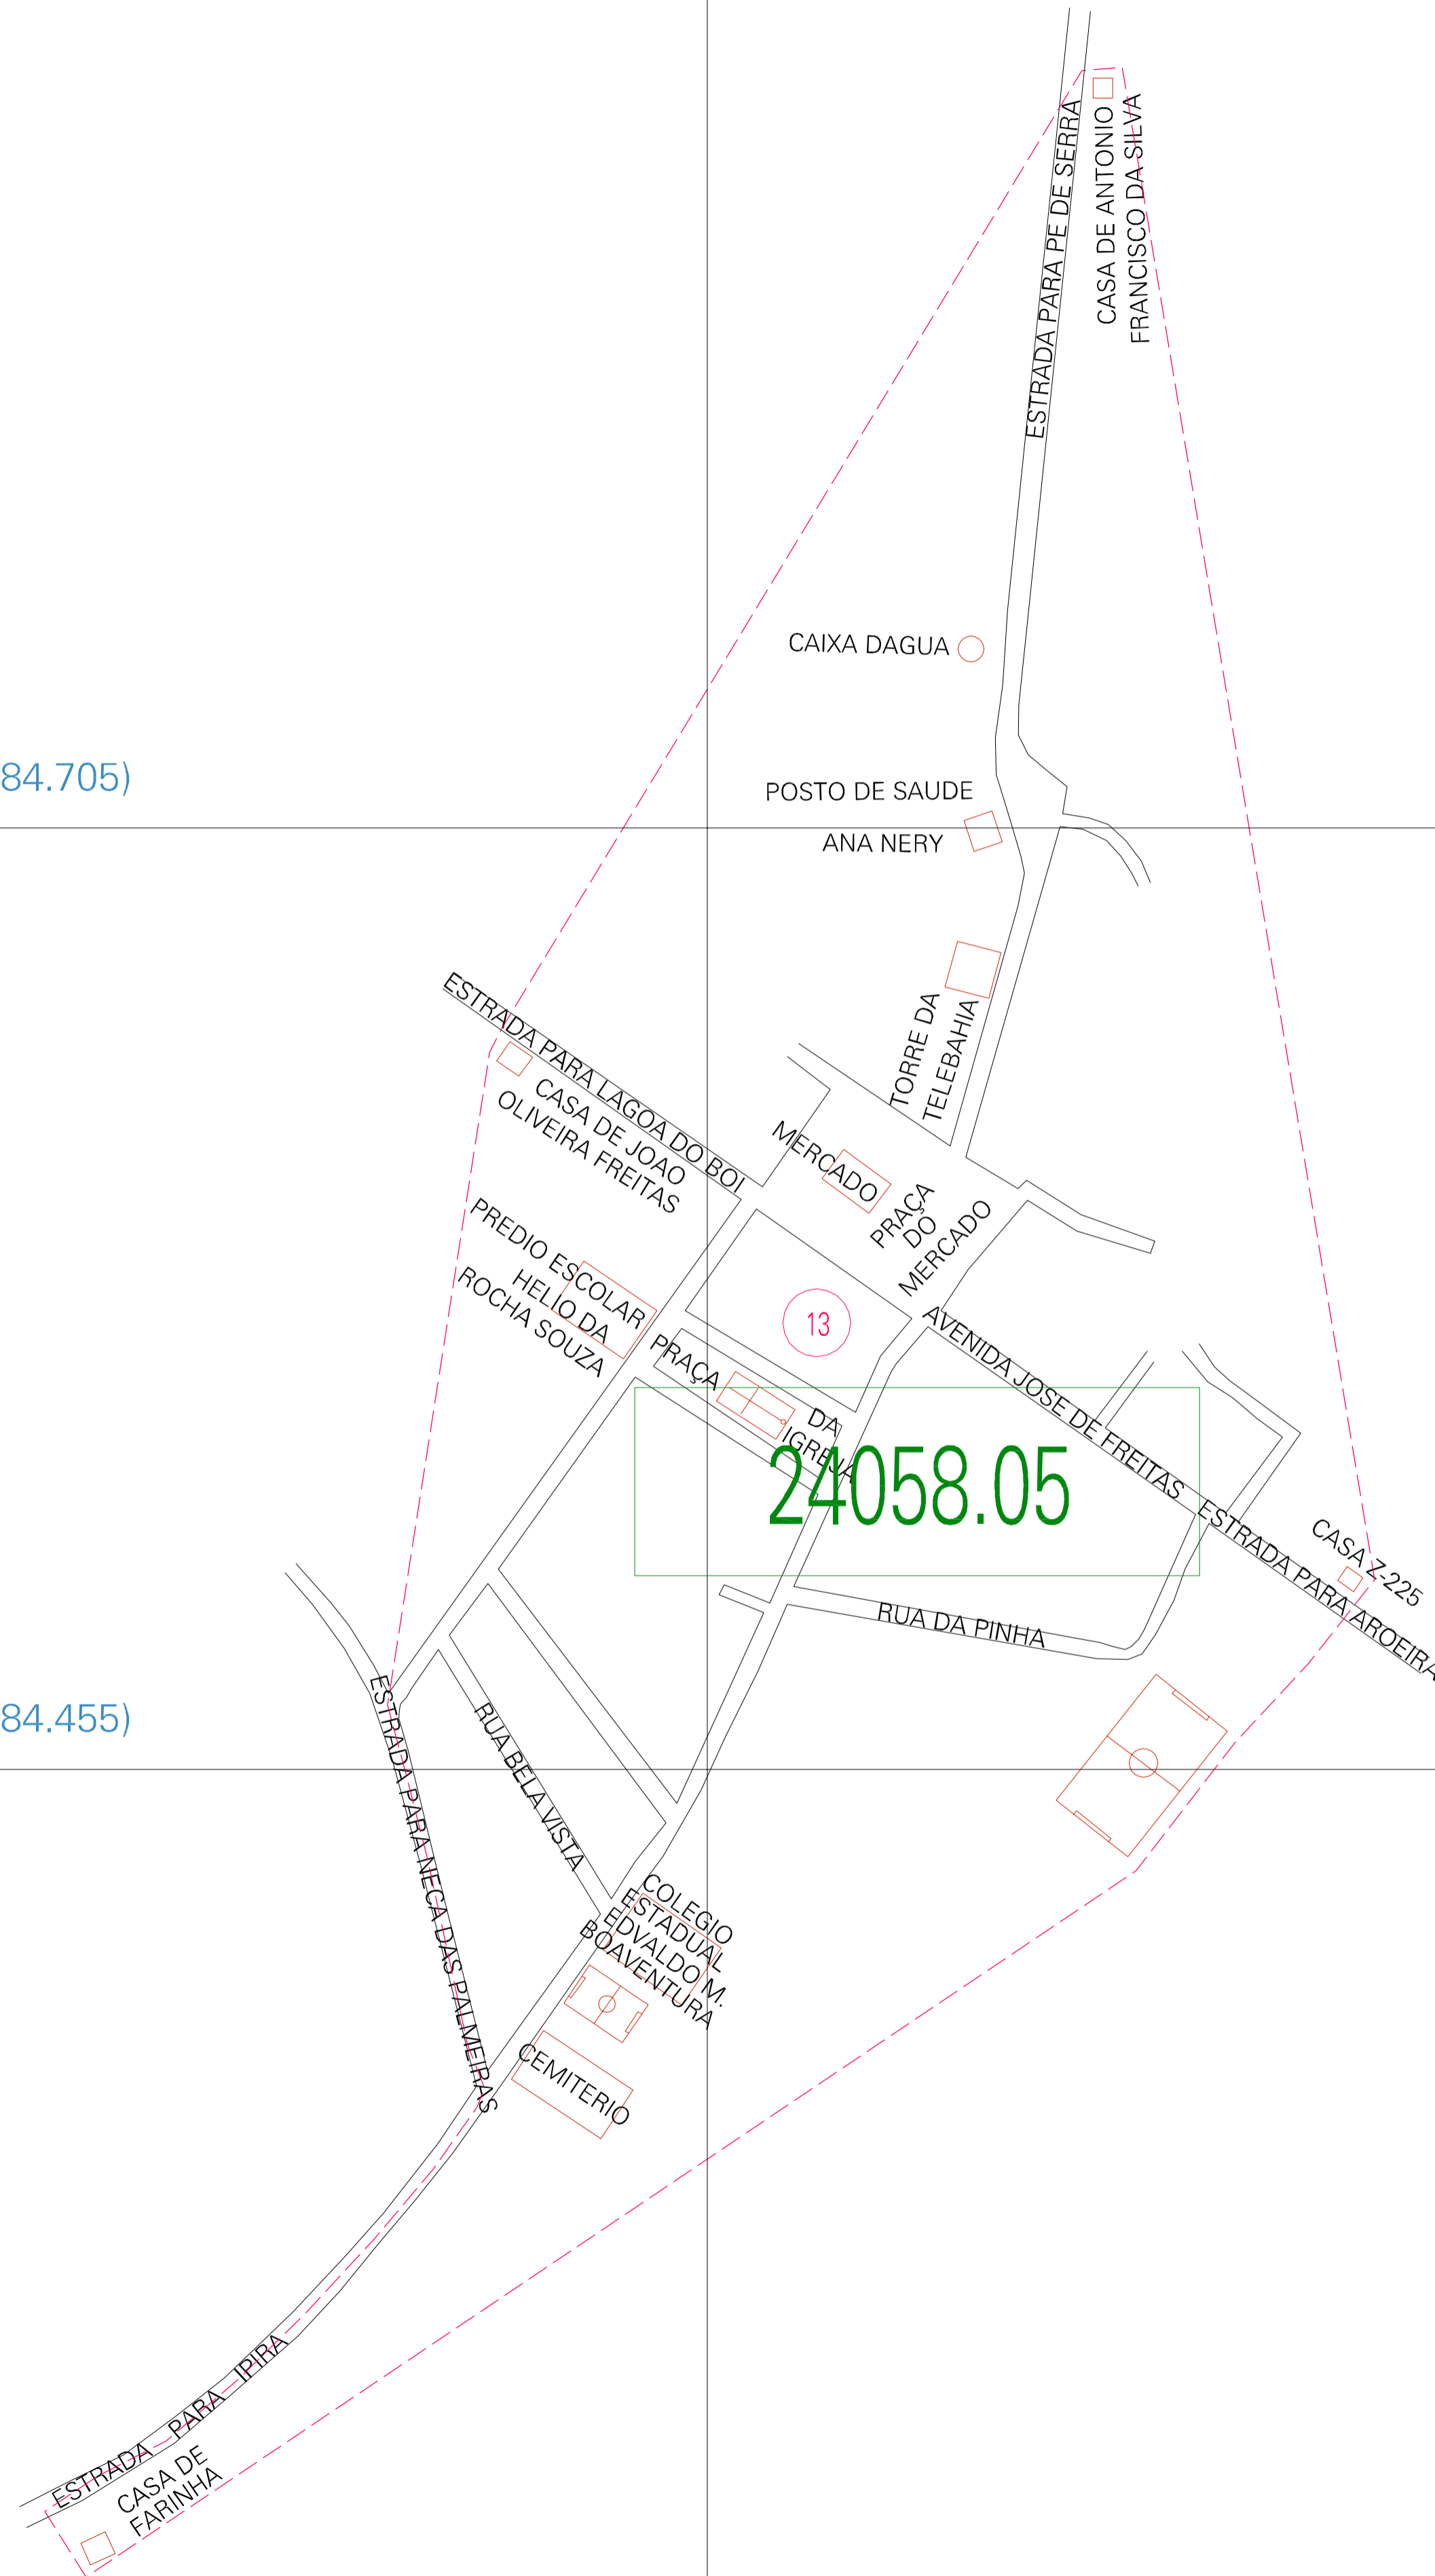 ESTRADA PARA PE DE SERRA
CASA DE ANTONIO
FRANCISCO DA SILVA
CAIXA DAGUA
84.705)
POSTO DE SAUDE
ANA NERY
TORRE DA
TELEBAHIA
ESTRADA PARA LAGOA DO BOI
CASA DE JOAO
OLIVEIRA FREITAS
MERCADO
PRAÇA
DO
MERCADO
PREDIO ESCOLAR
HELIO DA
ROCHA SOUZA
13
AVENIDA JOSE DE FREITAS
PRAÇA
DA
IGREJA
24058.05
ESTRADA PARA AROEIRA
CASA Z-225
RUA DA PINHA
84.455)
ESTRADA PARA NECA DAS PALMEIRAS
RUA BELA VISTA
COLEGIO
ESTADUAL
EDVALDO M.
BOAVENTURA
CEMITERIO
ESTRADA PARA IPIRA
CASA DE
FARINHA